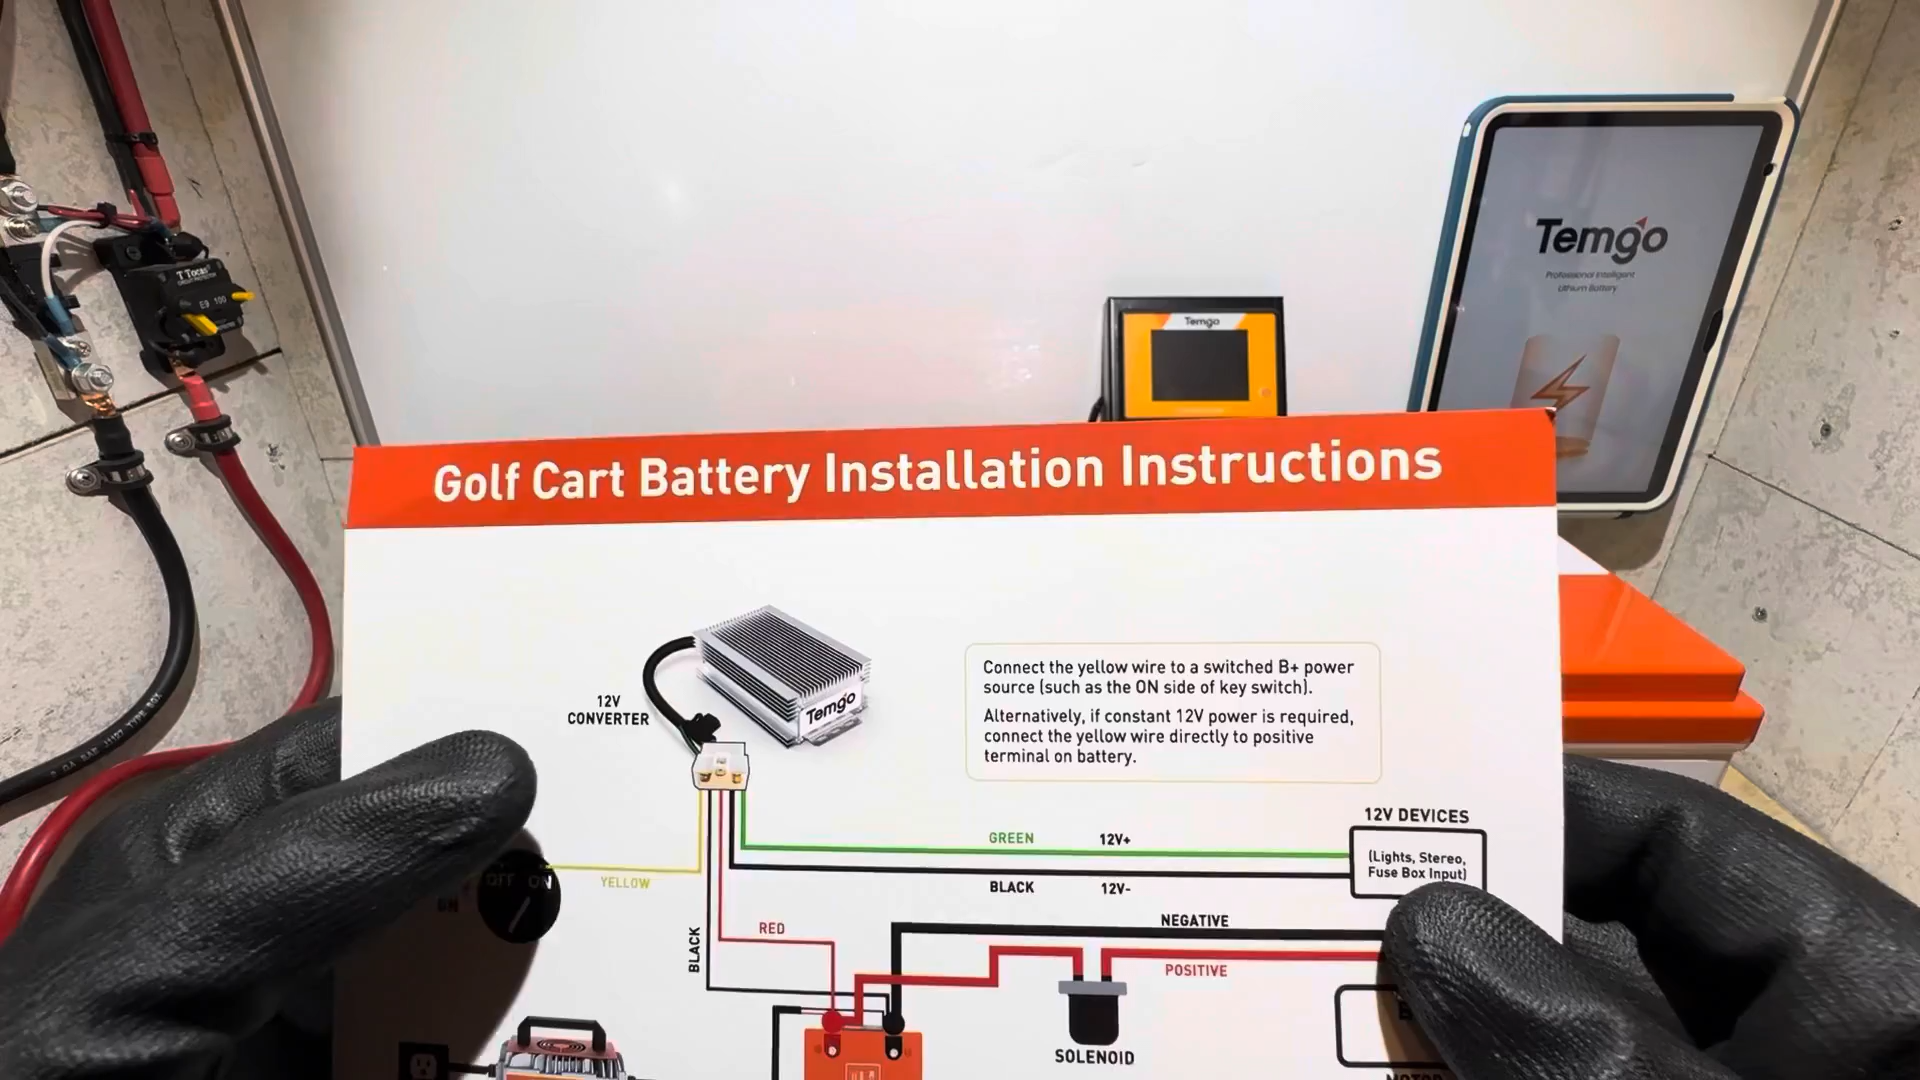 T Tocas
E9 100
Temgo
Temgo
Professional Intelligent
Lithium Battery
Golf Cart Battery Installation Instructions
12V
CONVERTER
Temgo
Connect the yellow wire to a switched B+ power
source (such as the ON side of key switch).
Alternatively, if constant 12V power is required,
connect the yellow wire directly to positive
terminal on battery.
12V DEVICES
(Lights, Stereo,
Fuse Box Input)
GREEN 12V+
BLACK 12V-
YELLOW
OFF ON
RED
BLACK
NEGATIVE
POSITIVE
SOLENOID